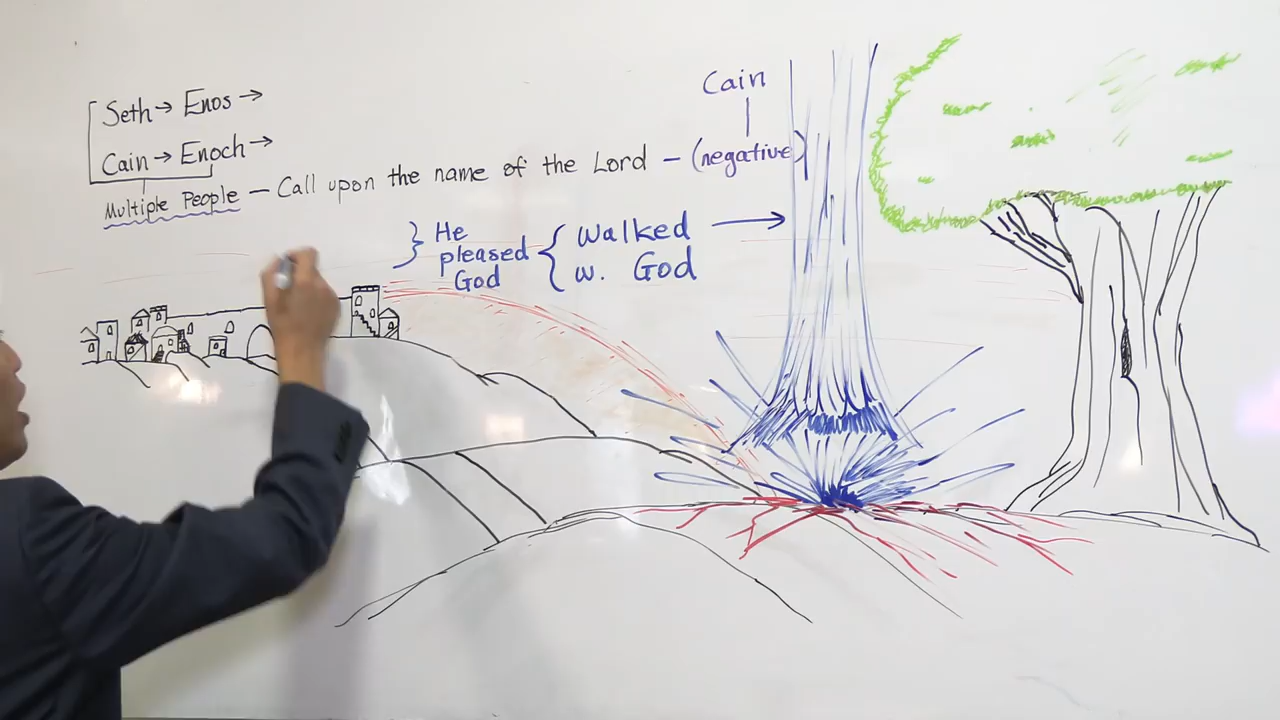 Seth → Enos →
Cain → Enoch →
Multiple People – Call upon the name of the Lord – (negative)
Cain
} He pleased God { Walked w. God →